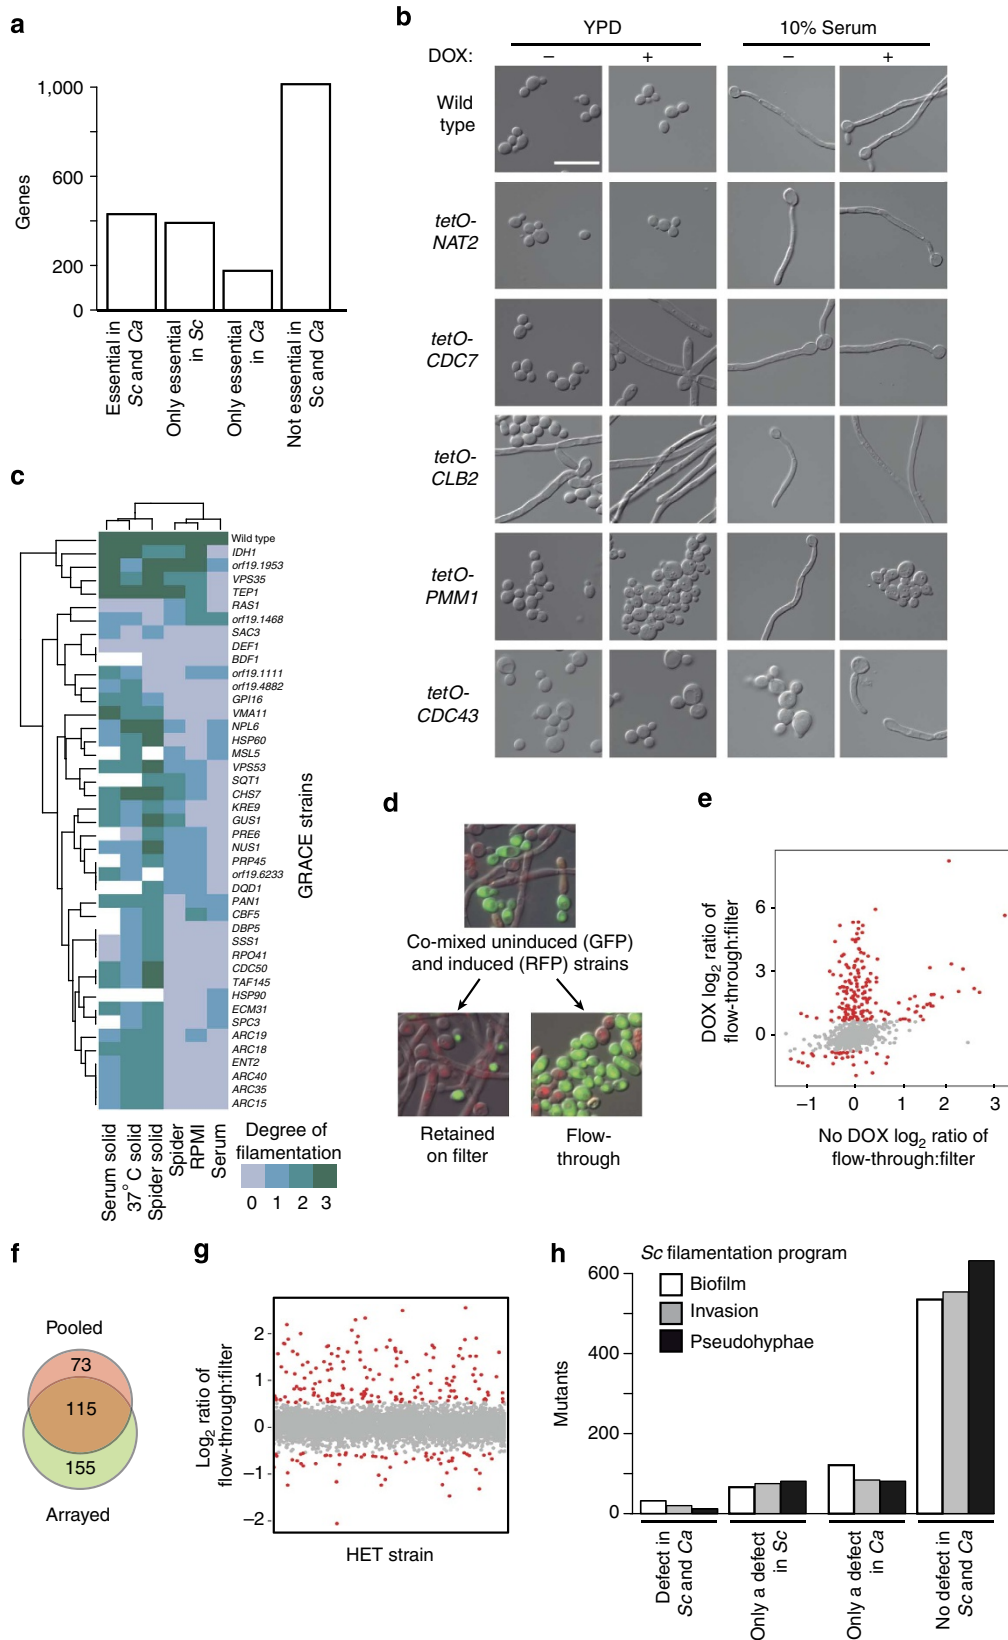 a
1,000
600
200
0
Genes
Essential in
Sc and Ca
Only essential
in Sc
Only essential
in Ca
Not essential in
Sc and Ca
b
YPD
10% Serum
DOX:
–
+
–
+
Wild
type
tetO-
NAT2
tetO-
CDC7
tetO-
CLB2
tetO-
PMM1
tetO-
CDC43
c
Wild type
IDH1
orf19.1953
VPS35
TEP1
RAS1
orf19.1468
SAC3
DEF1
BDF1
orf19.1111
orf19.4882
GPI16
VMA11
NPL6
HSP60
MSL5
VPS53
SQT1
CHS7
KRE9
GUS1
PRE6
NUS1
PRP45
orf19.6233
DQD1
PAN1
CBF5
DBP5
SSS1
RPO41
CDC50
TAF145
HSP90
ECM31
SPC3
ARC19
ARC18
ENT2
ARC40
ARC35
ARC15
GRACE strains
Serum solid
37° C solid
Spider solid
Spider
RPMI
Serum
Degree of
filamentation
0 1 2 3
d
Co-mixed uninduced (GFP)
and induced (RFP) strains
Retained
on filter
Flow-
through
e
DOX log2 ratio of
flow-through:filter
6
3
0
–1 0 1 2 3
No DOX log2 ratio of
flow-through:filter
f
Pooled
73
115
155
Arrayed
g
Log2 ratio of
flow-through:filter
2
1
0
–1
–2
HET strain
h
Sc filamentation program
Biofilm
Invasion
Pseudohyphae
Mutants
600
400
200
0
Defect in
Sc and Ca
Only a defect
in Sc
Only a defect
in Ca
No defect in
Sc and Ca